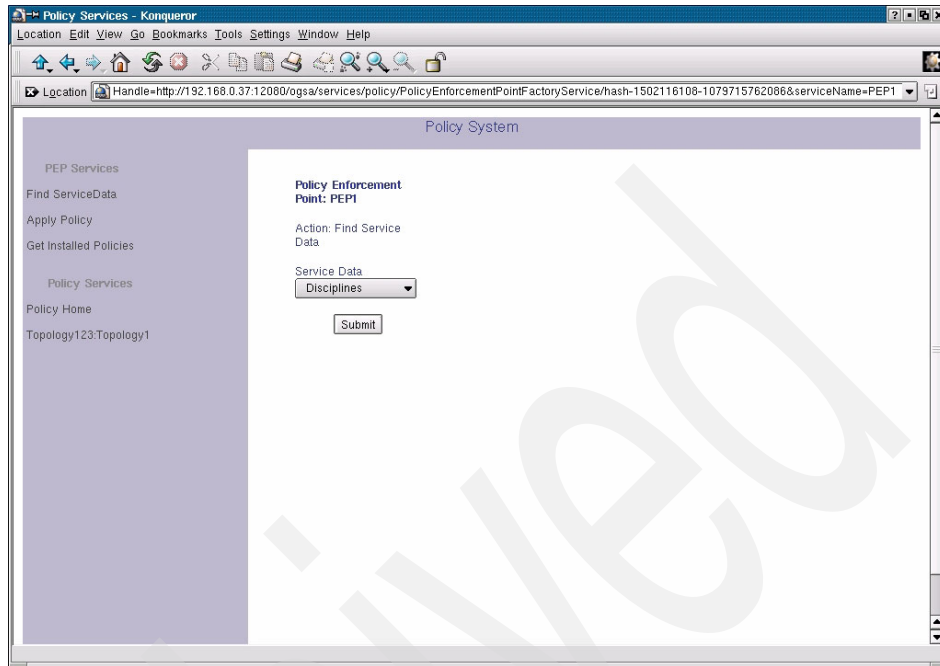 Policy Services - Konqueror
Location Edit View Go Bookmarks Tools Settings Window Help
Location Handle=http://192.168.0.37:12080/ogsa/services/policy/PolicyEnforcementPointFactoryService/hash-1502116108-1079715762086&serviceName=PEP1
Policy System
PEP Services
Find ServiceData
Apply Policy
Get Installed Policies
Policy Services
Policy Home
Topology123:Topology1
Policy Enforcement
Point: PEP1
Action: Find Service
Data
Service Data
Disciplines
Submit
ived